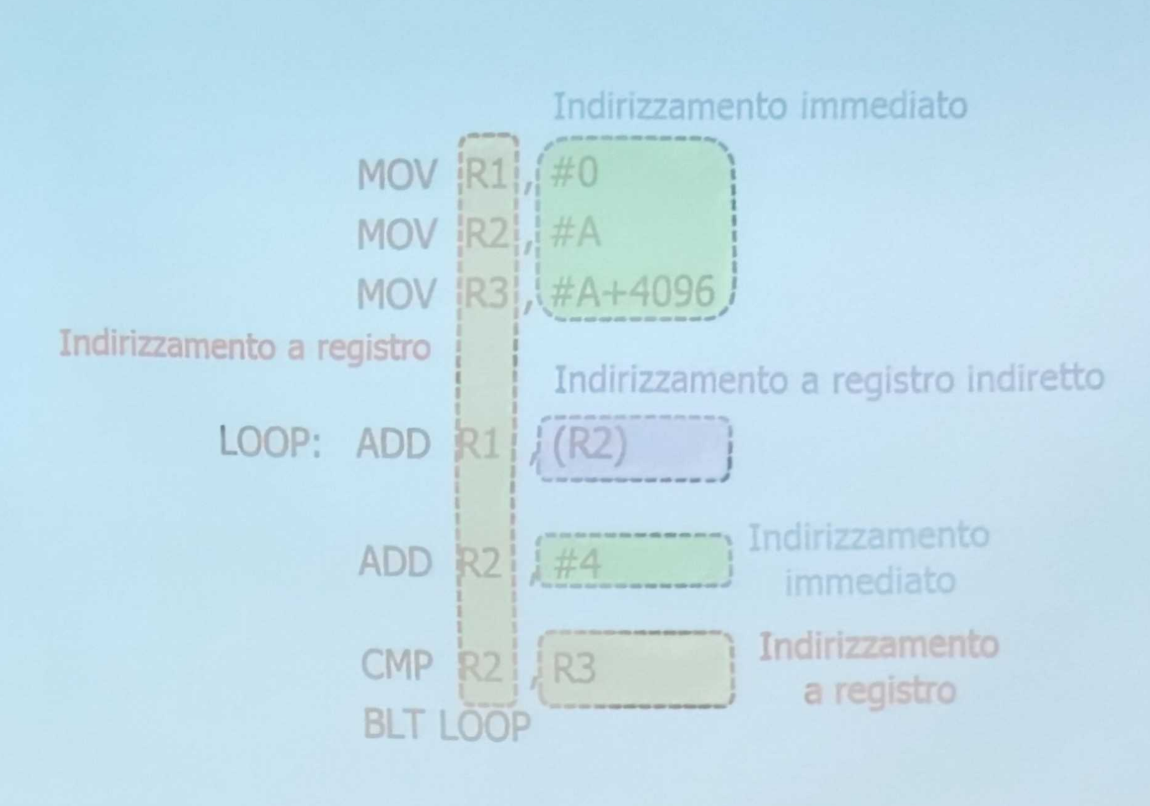 Indirizzamento immediato
MOV R1, #0
MOV R2, #A
MOV R3, #A+4096
Indirizzamento a registro
Indirizzamento a registro indiretto
LOOP: ADD R1, (R2)
ADD R2, #4
Indirizzamento
immediato
CMP R2, R3
Indirizzamento
a registro
BLT LOOP